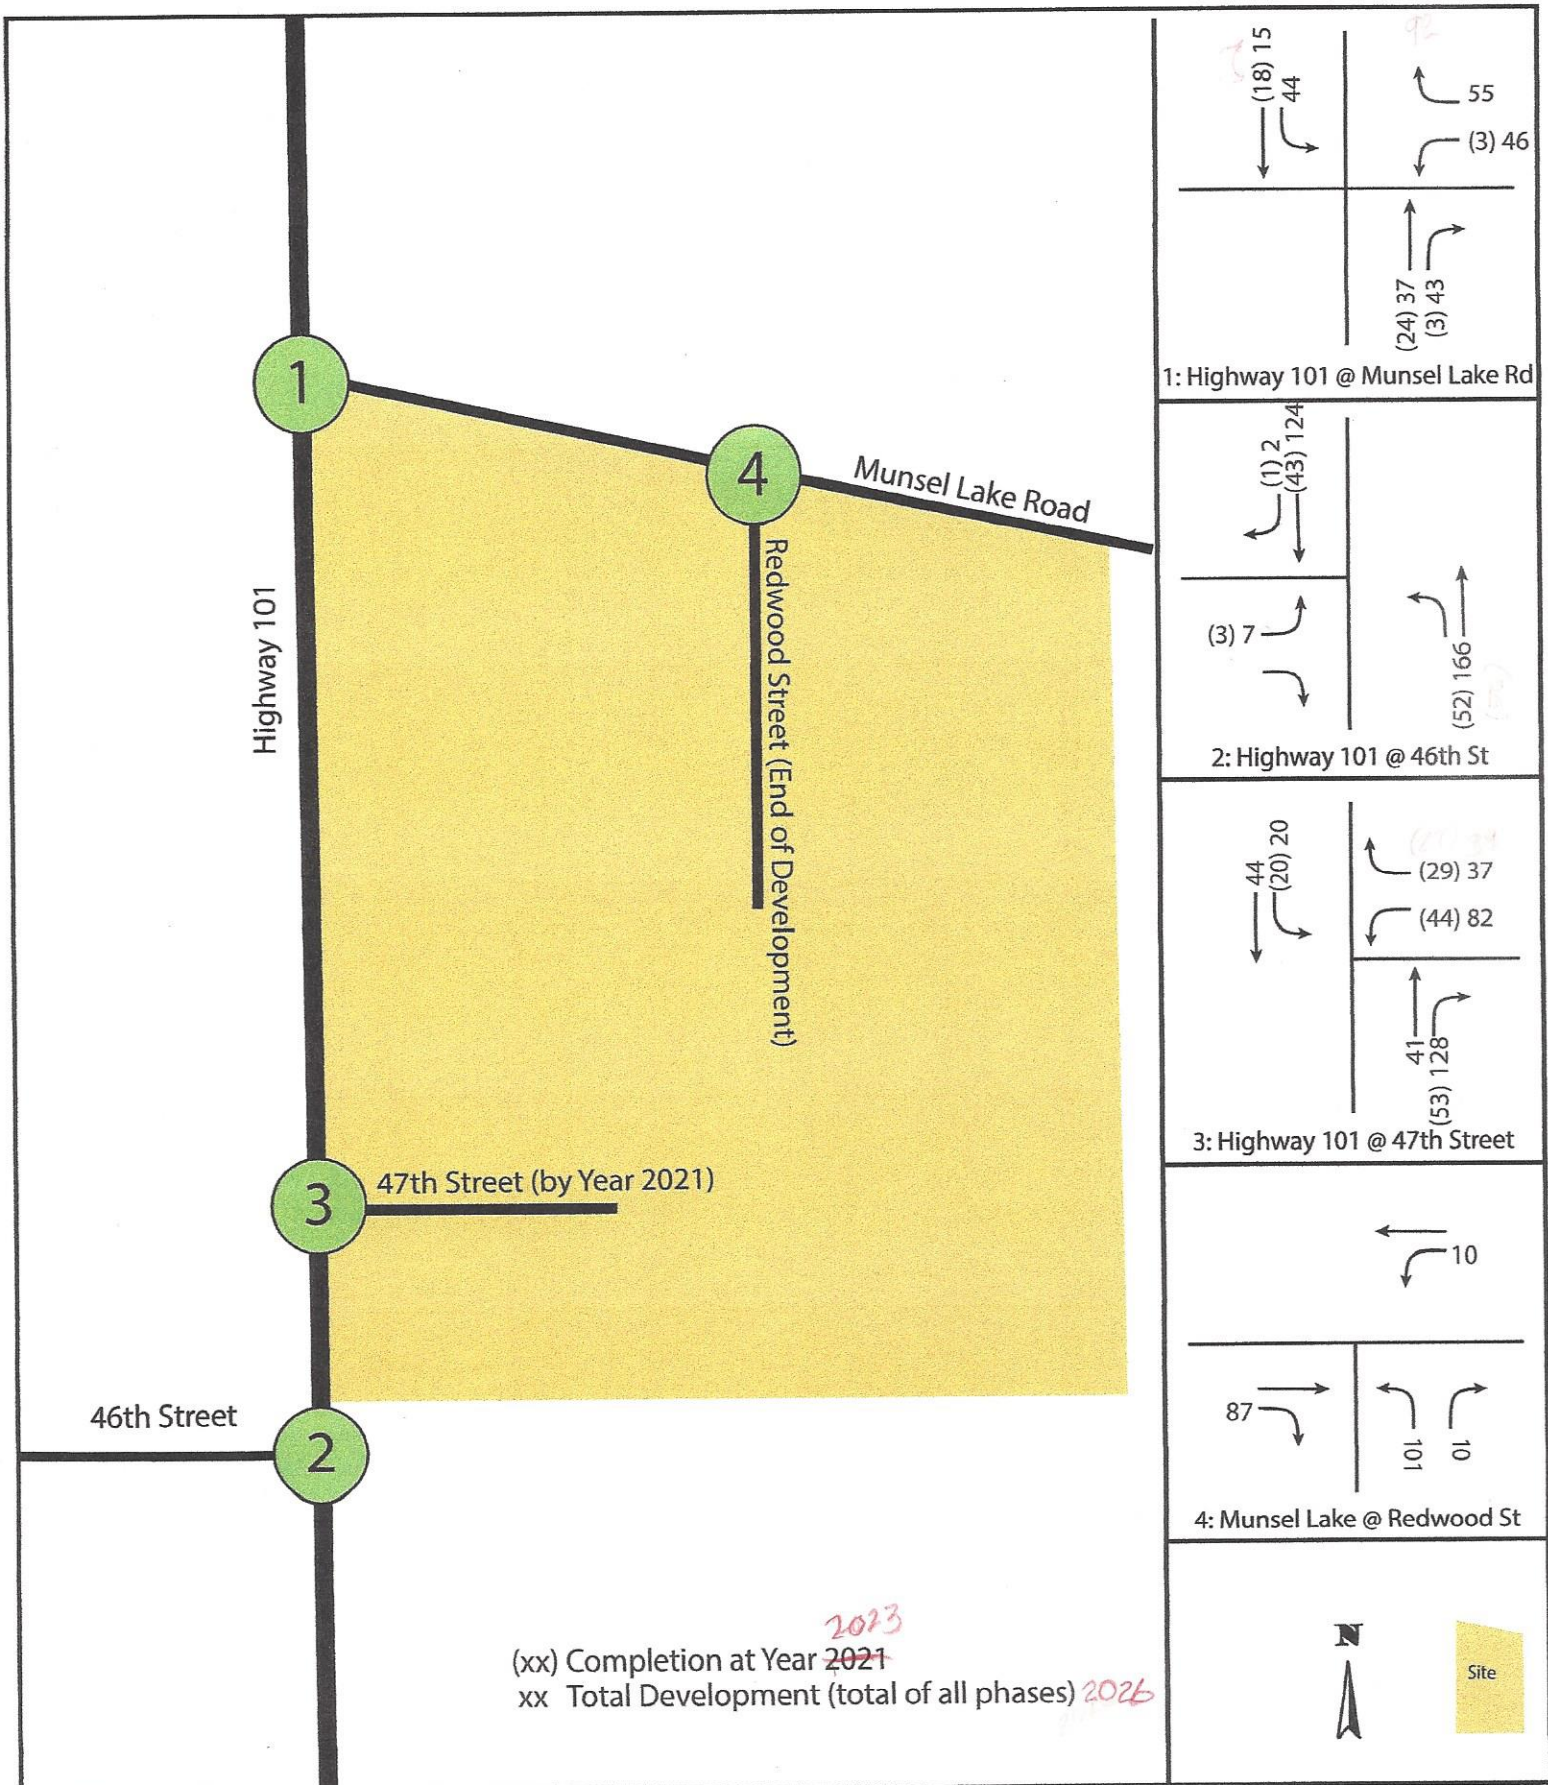 (18) 15
44
55
(3) 46
(24) 37
(3) 43
1: Highway 101 @ Munsel Lake Rd
(1) 2
(43) 124
(3) 7
(52) 166
2: Highway 101 @ 46th St
44
(20) 20
(29) 37
(44) 82
41
(53) 128
3: Highway 101 @ 47th Street
10
87
101
10
4: Munsel Lake @ Redwood St
N
Site
1
4
Munsel Lake Road
Redwood Street (End of Development)
Highway 101
3
47th Street (by Year 2021)
46th Street
2
2023
(xx) Completion at Year 2021
xx Total Development (total of all phases) 2026